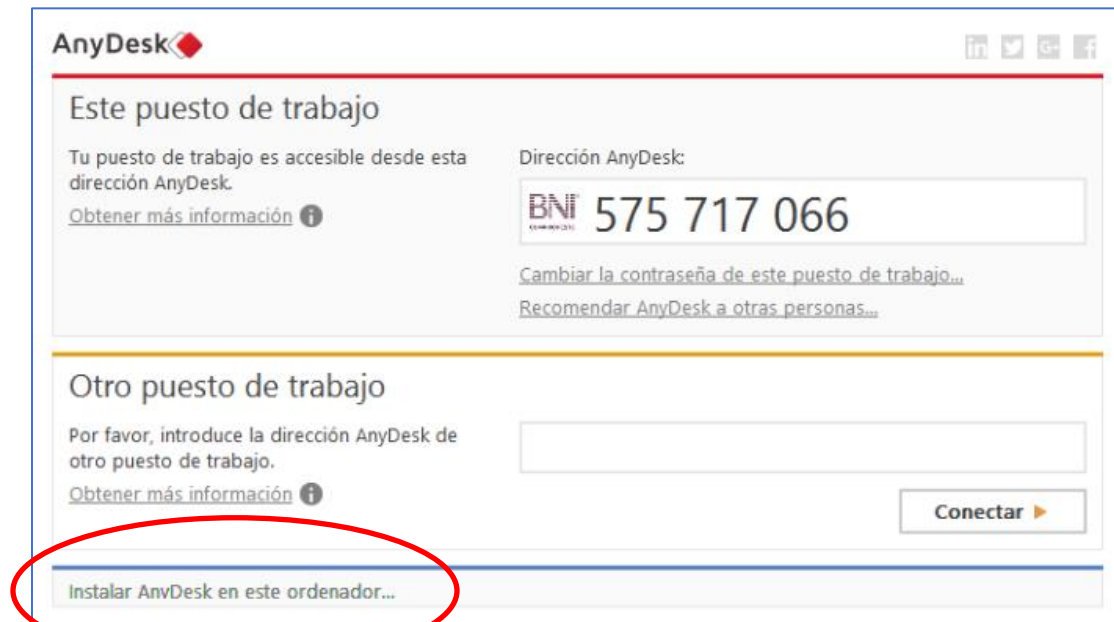 AnyDesk
in G+ f
Este puesto de trabajo
Tu puesto de trabajo es accesible desde esta
dirección AnyDesk.
Obtener más información i
Dirección AnyDesk:
BNI 575 717 066
Cambiar la contraseña de este puesto de trabajo...
Recomendar AnyDesk a otras personas...
Otro puesto de trabajo
Por favor, introduce la dirección AnyDesk de
otro puesto de trabajo.
Obtener más información i
Conectar
Instalar AnyDesk en este ordenador...